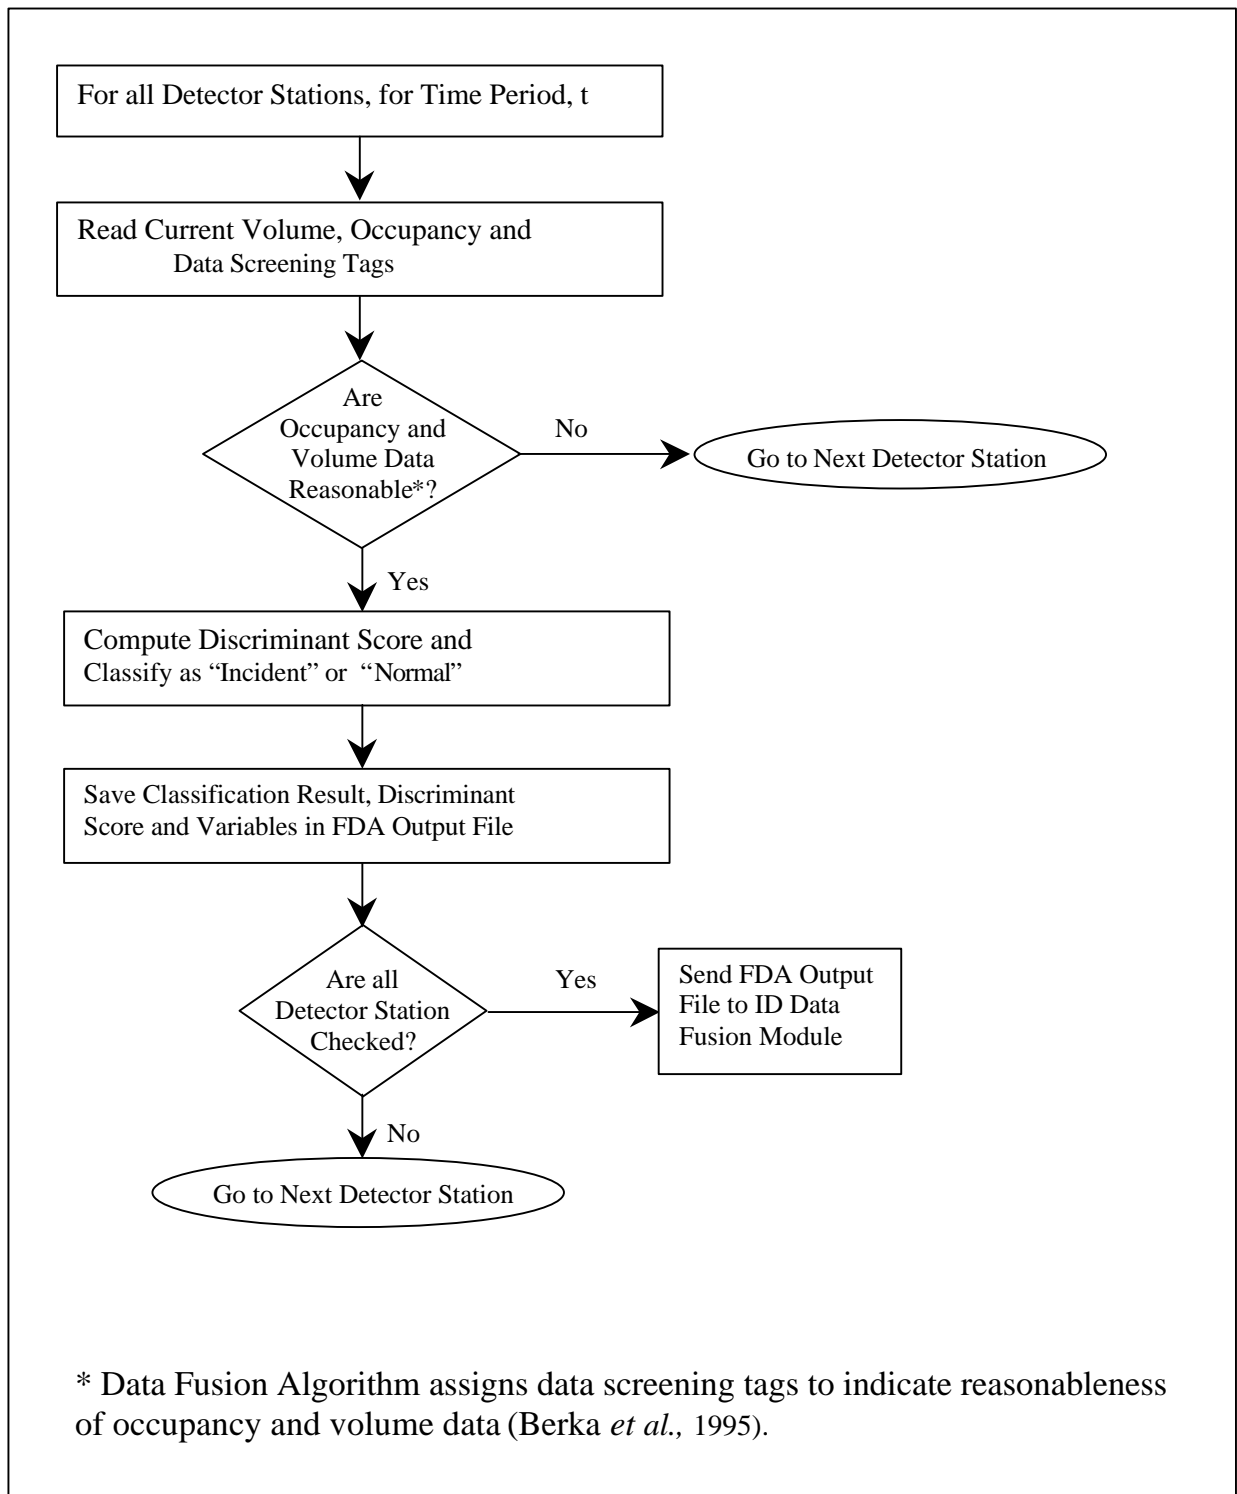 For all Detector Stations, for Time Period, t
Read Current Volume, Occupancy and
Data Screening Tags
Are
Occupancy and
Volume Data
Reasonable*?
No
Go to Next Detector Station
Yes
Compute Discriminant Score and
Classify as “Incident” or “Normal”
Save Classification Result, Discriminant
Score and Variables in FDA Output File
Are all
Detector Station
Checked?
Yes
Send FDA Output
File to ID Data
Fusion Module
No
Go to Next Detector Station
* Data Fusion Algorithm assigns data screening tags to indicate reasonableness
of occupancy and volume data (Berka et al., 1995).